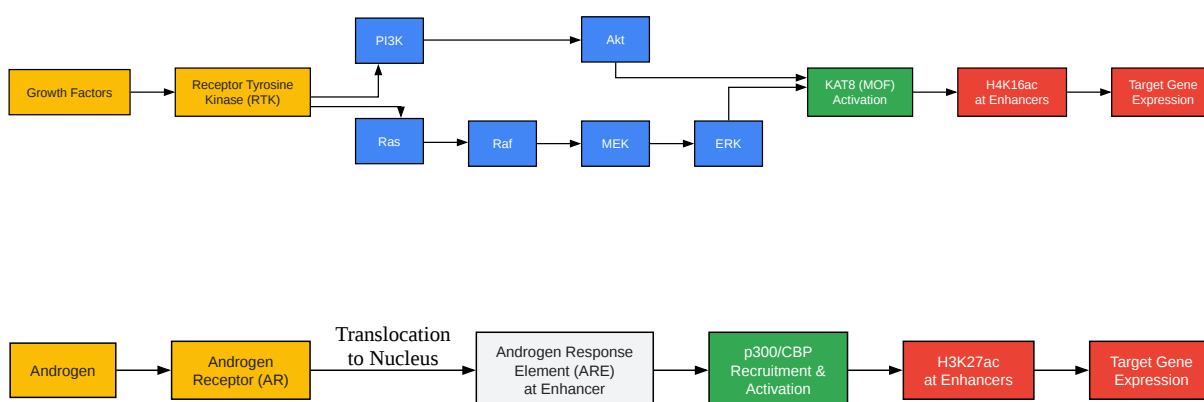 PI3K
Akt
Growth Factors
Receptor Tyrosine
Kinase (RTK)
KAT8 (MOF)
Activation
H4K16ac
at Enhancers
Target Gene
Expression
Ras
Raf
MEK
ERK
Translocation
to Nucleus
Androgen
Androgen
Receptor (AR)
Androgen Response
Element (ARE)
at Enhancer
p300/CBP
Recruitment &
Activation
H3K27ac
at Enhancers
Target Gene
Expression